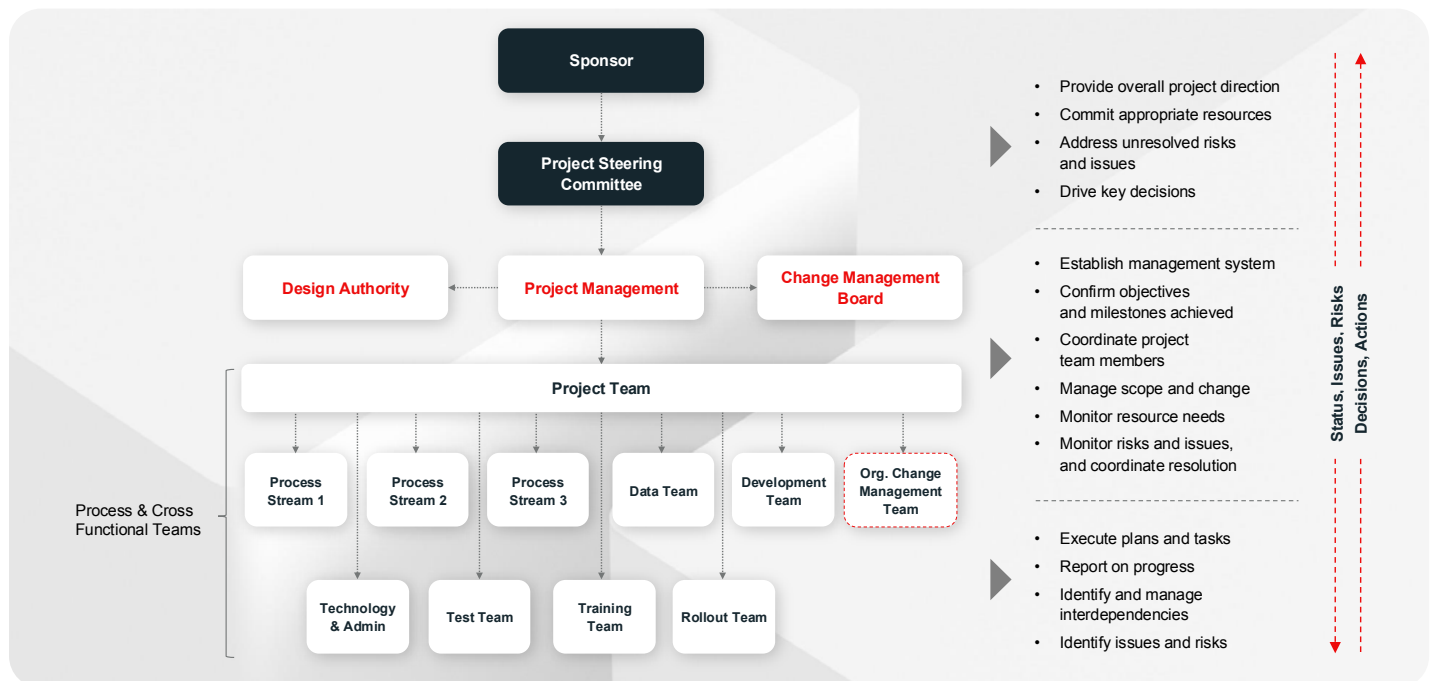 Sponsor
Project Steering
Committee
Design Authority
Project Management
Change Management
Board
Project Team
Process
Stream 1
Process
Stream 2
Process
Stream 3
Data Team
Development
Team
Org. Change
Management
Team
Process & Cross
Functional Teams
Technology
& Admin
Test Team
Training
Team
Rollout Team
• Provide overall project direction
• Commit appropriate resources
• Address unresolved risks
and issues
• Drive key decisions
• Establish management system
• Confirm objectives
and milestones achieved
• Coordinate project
team members
• Manage scope and change
• Monitor resource needs
• Monitor risks and issues,
and coordinate resolution
• Execute plans and tasks
• Report on progress
• Identify and manage
interdependencies
• Identify issues and risks
Status, Issues, Risks
Decisions, Actions